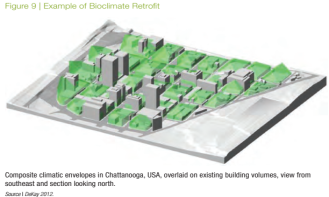 Figure 9 | Example of Bioclimate Retrofit
Composite climatic envelopes in Chattanooga, USA, overlaid on existing building volumes, view from
southeast and section looking north.
Source | DeKay 2012